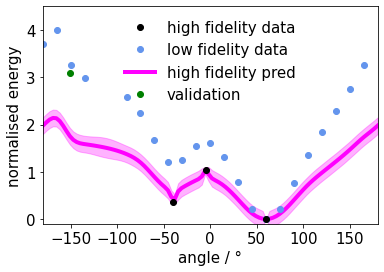 high fidelity data
low fidelity data
high fidelity pred
validation
normalised energy
4
3
2
1
0
−150 −100 −50 0 50 100 150
angle / °